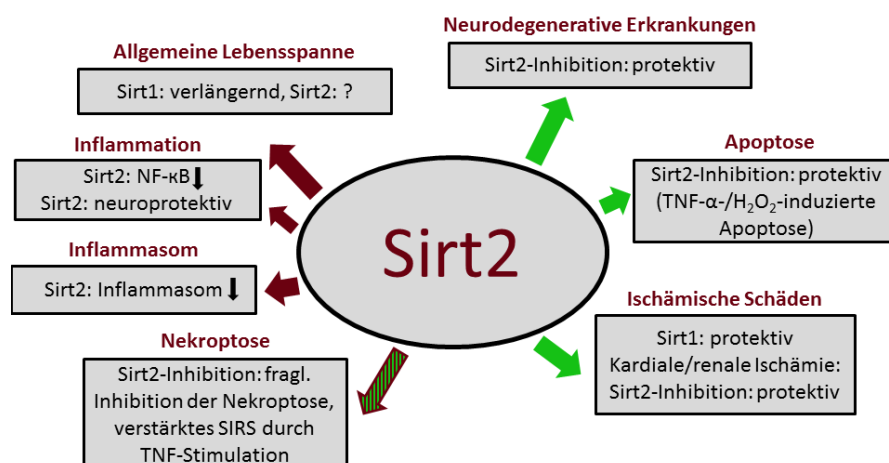 Allgemeine Lebensspanne
Sirt1: verlängernd, Sirt2: ?
Inflammation
Sirt2: NF-κB
Sirt2: neuroprotektiv
Inflammasom
Sirt2: Inflammasom
Nekroptose
Sirt2-Inhibition: fragl.
Inhibition der Nekroptose,
verstärktes SIRS durch
TNF-Stimulation
Sirt2
Neurodegenerative Erkrankungen
Sirt2-Inhibition: protektiv
Apoptose
Sirt2-Inhibition: protektiv
(TNF-α-/H₂O₂-induzierte
Apoptose)
Ischämische Schäden
Sirt1: protektiv
Kardiale/renale Ischämie:
Sirt2-Inhibition: protektiv